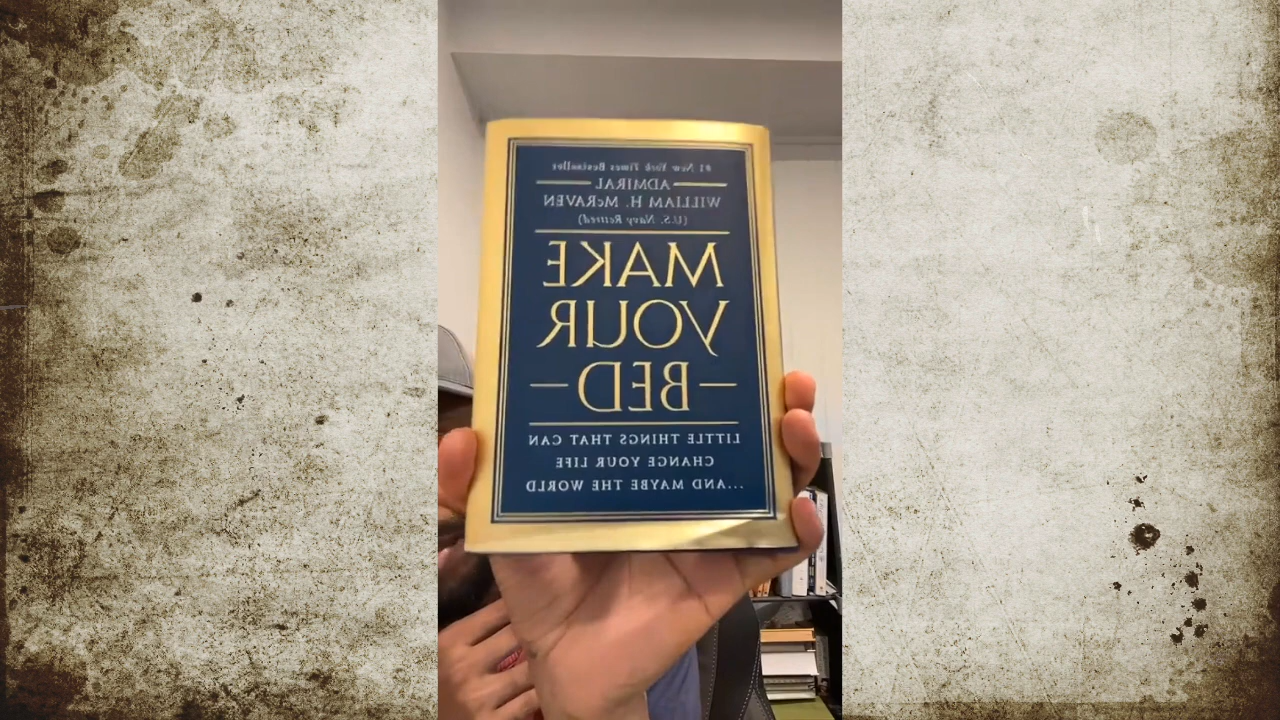 #1 New York Times Bestseller
ADMIRAL
WILLIAM H. McRAVEN
(U.S. Navy Retired)
MAKE
YOUR
BED
LITTLE THINGS THAT CAN
CHANGE YOUR LIFE
...AND MAYBE THE WORLD